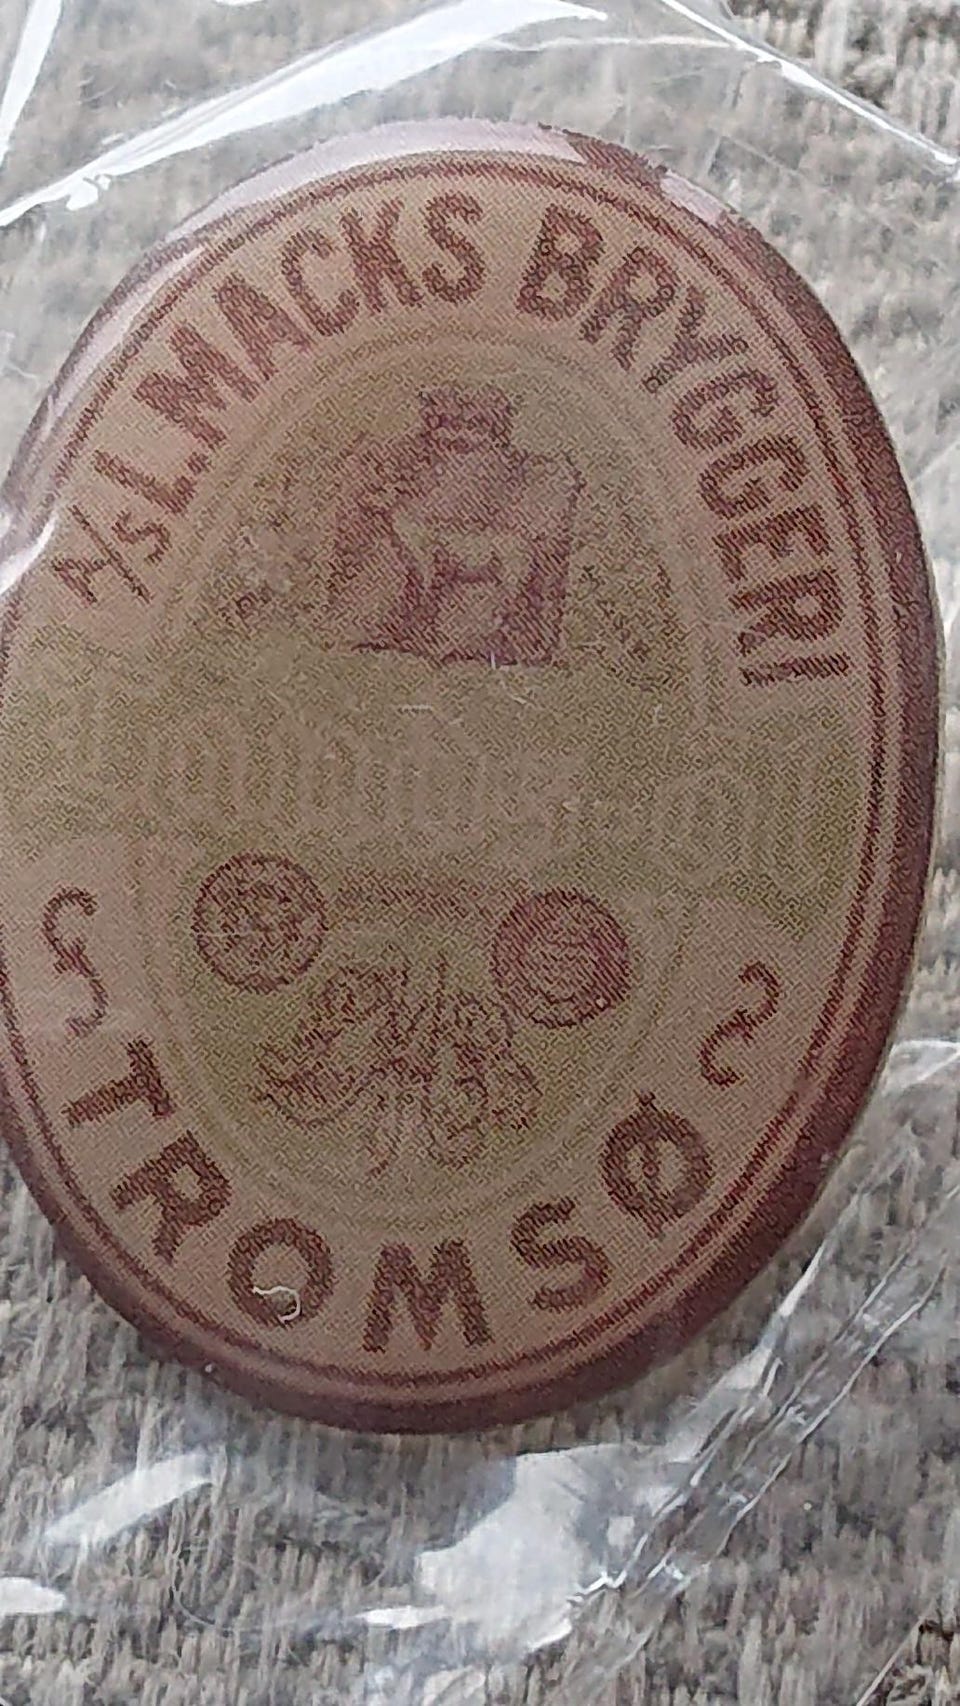 A/S L. MACKS BRYGGERI
TROMSØ